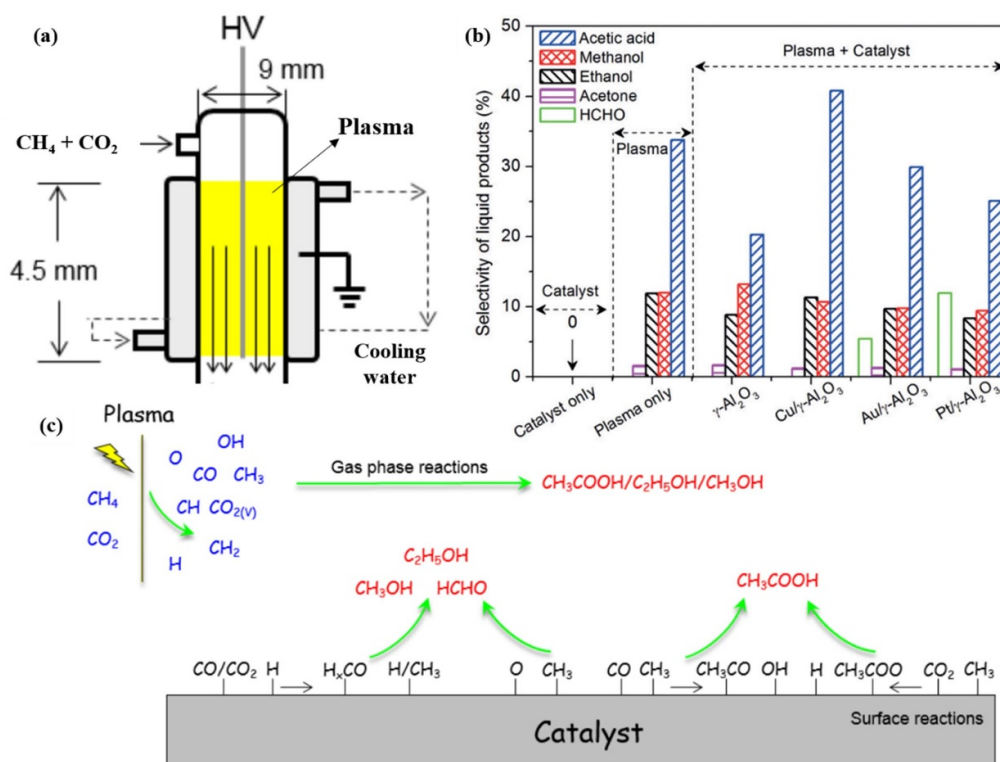 (a)
HV
9 mm
Plasma
CH₄ + CO₂
4.5 mm
Cooling
water
(b)
50
40
30
20
10
0
Selectivity of liquid products (%)
Acetic acid
Methanol
Ethanol
Acetone
HCHO
Plasma + Catalyst
Plasma
Catalyst
0
Catalyst only
Plasma only
γ-Al₂O₃
Cu/γ-Al₂O₃
Au/γ-Al₂O₃
Pt/γ-Al₂O₃
(c)
Plasma
CH₄
CO₂
OH
O
CO CH₃
CH CO₂(V)
CH₂
H
Gas phase reactions
CH₃COOH/C₂H₅OH/CH₃OH
C₂H₅OH
CH₃OH HCHO
CH₃COOH
CO/CO₂ H HₓCO H/CH₃ O CH₃ CO CH₃ CH₃CO OH H CH₃COO CO₂ CH₃
Surface reactions
Catalyst